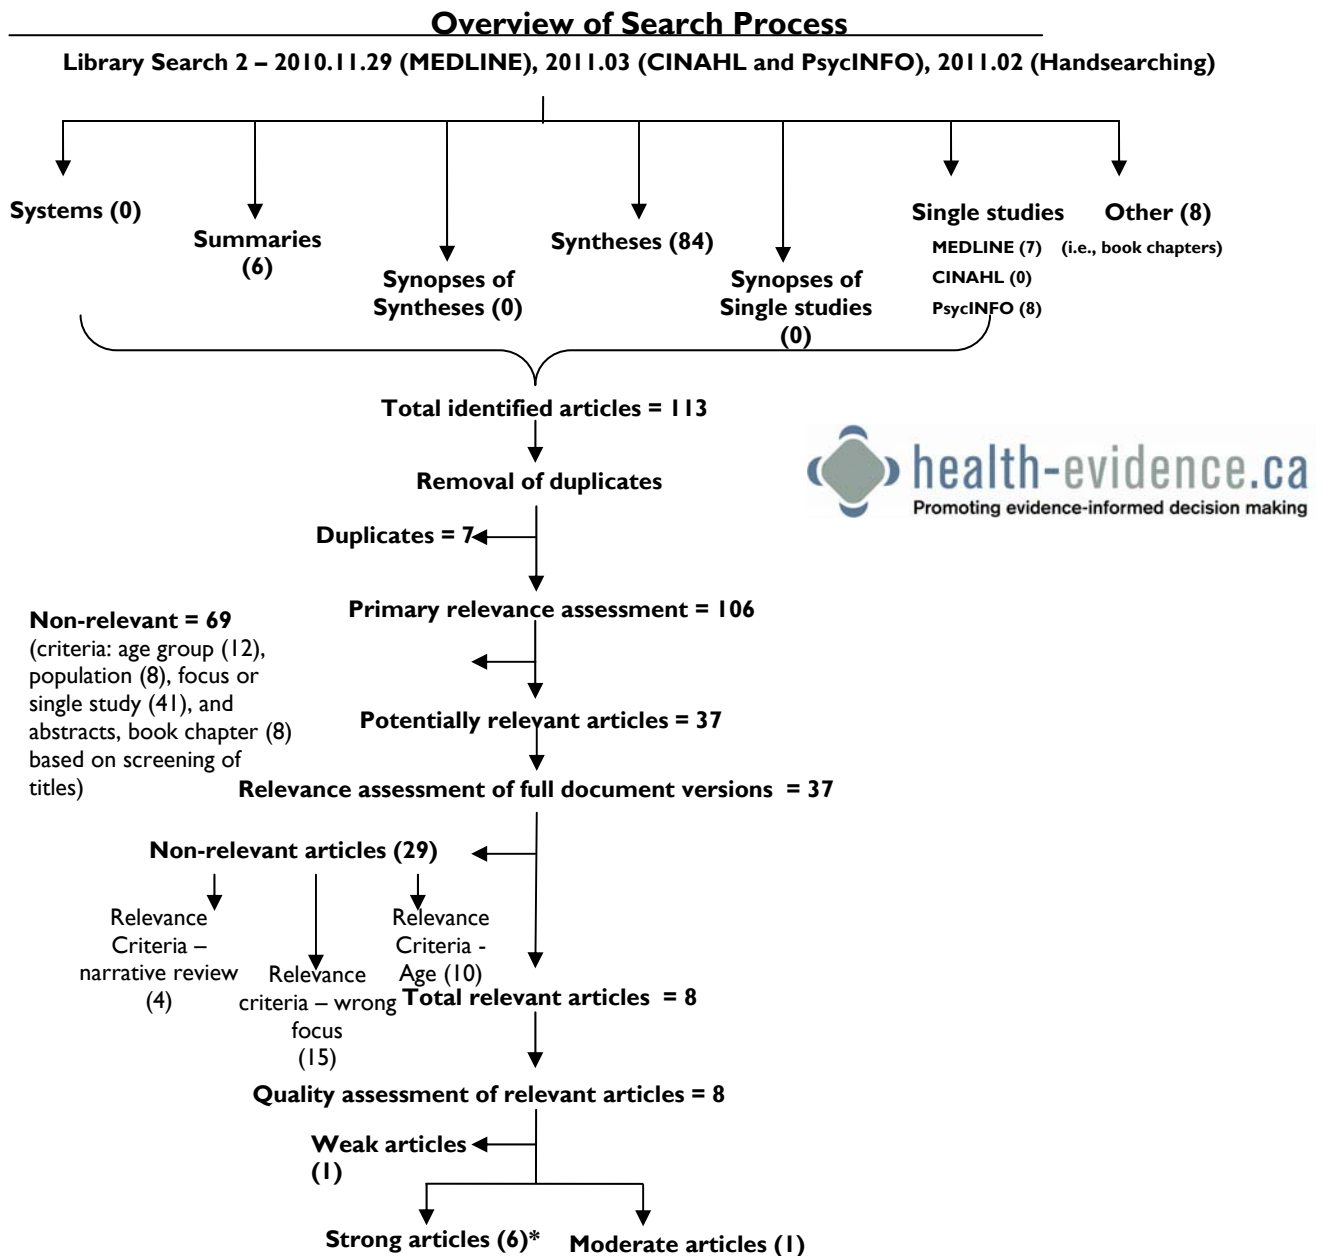 Overview of Search Process
Library Search 2 – 2010.11.29 (MEDLINE), 2011.03 (CINAHL and PsycINFO), 2011.02 (Handsearching)
Systems (0)
Summaries
(6)
Synopses of
Syntheses (0)
Syntheses (84)
Synopses of
Single studies
(0)
Single studies
MEDLINE (7)
CINAHL (0)
PsycINFO (8)
Other (8)
(i.e., book chapters)
Total identified articles = 113
health-evidence.ca
Promoting evidence-informed decision making
Removal of duplicates
Duplicates = 7
Primary relevance assessment = 106
Non-relevant = 69
(criteria: age group (12),
population (8), focus or
single study (41), and
abstracts, book chapter (8)
based on screening of
titles)
Potentially relevant articles = 37
Relevance assessment of full document versions = 37
Non-relevant articles (29)
Relevance
Criteria –
narrative review
(4)
Relevance
criteria – wrong
focus
(15)
Relevance
Criteria -
Age (10)
Total relevant articles = 8
Quality assessment of relevant articles = 8
Weak articles
(1)
Strong articles (6)*
Moderate articles (1)